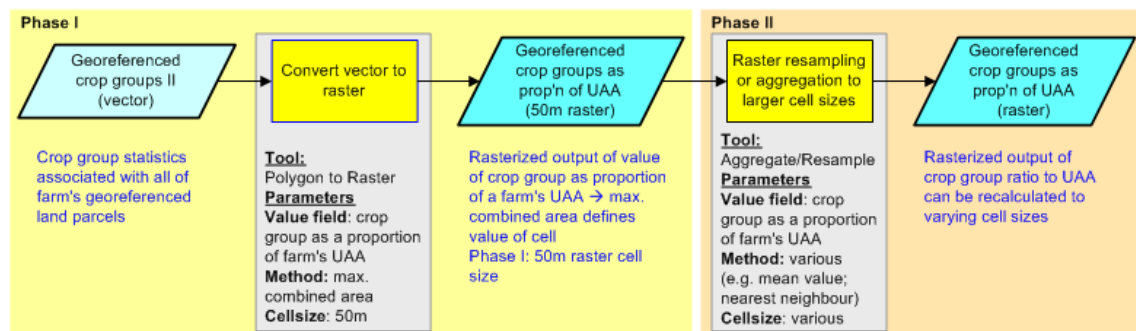 Phase I
Georeferenced
crop groups II
(vector)
Crop group statistics
associated with all of
farm's georeferenced
land parcels
Convert vector to
raster
Tool:
Polygon to Raster
Parameters
Value field: crop
group as a proportion
of farm's UAA
Method: max.
combined area
Cellsize: 50m
Georeferenced
crop groups as
prop'n of UAA
(50m raster)
Rasterized output of value
of crop group as proportion
of a farm's UAA → max.
combined area defines
value of cell
Phase I: 50m raster cell
size
Phase II
Raster resampling
or aggregation to
larger cell sizes
Tool:
Aggregate/Resample
Parameters
Value field: crop
group as a proportion
of farm's UAA
Method: various
(e.g. mean value;
nearest neighbour)
Cellsize: various
Georeferenced
crop groups as
prop'n of UAA
(raster)
Rasterized output of
crop group ratio to UAA
can be recalculated to
varying cell sizes